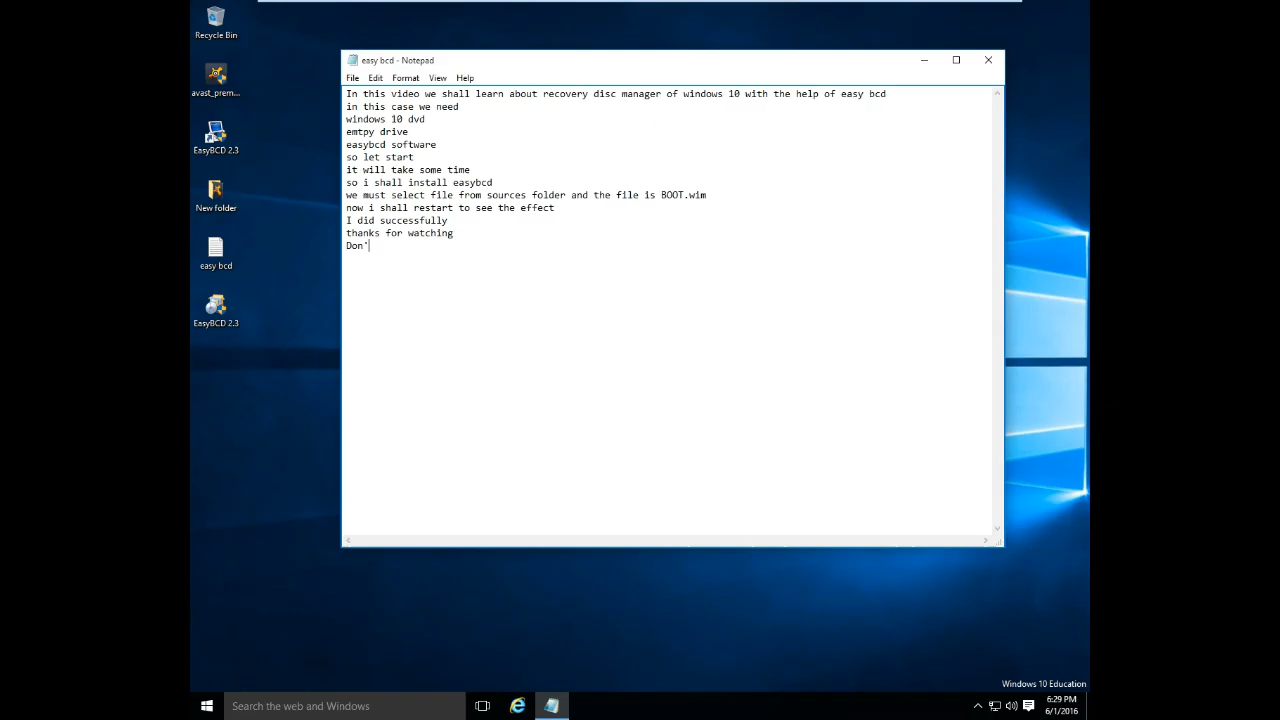 Recycle Bin
avast_prem...
EasyBCD 2.3
New folder
easy bcd
EasyBCD 2.3
easy bcd - Notepad
File Edit Format View Help
In this video we shall learn about recovery disc manager of windows 10 with the help of easy bcd
in this case we need
windows 10 dvd
emtpy drive
easybcd software
so let start
it will take some time
so i shall install easybcd
we must select file from sources folder and the file is BOOT.wim
now i shall restart to see the effect
I did successfully
thanks for watching
Don'
Windows 10 Education
Search the web and Windows
6:29 PM
6/1/2016